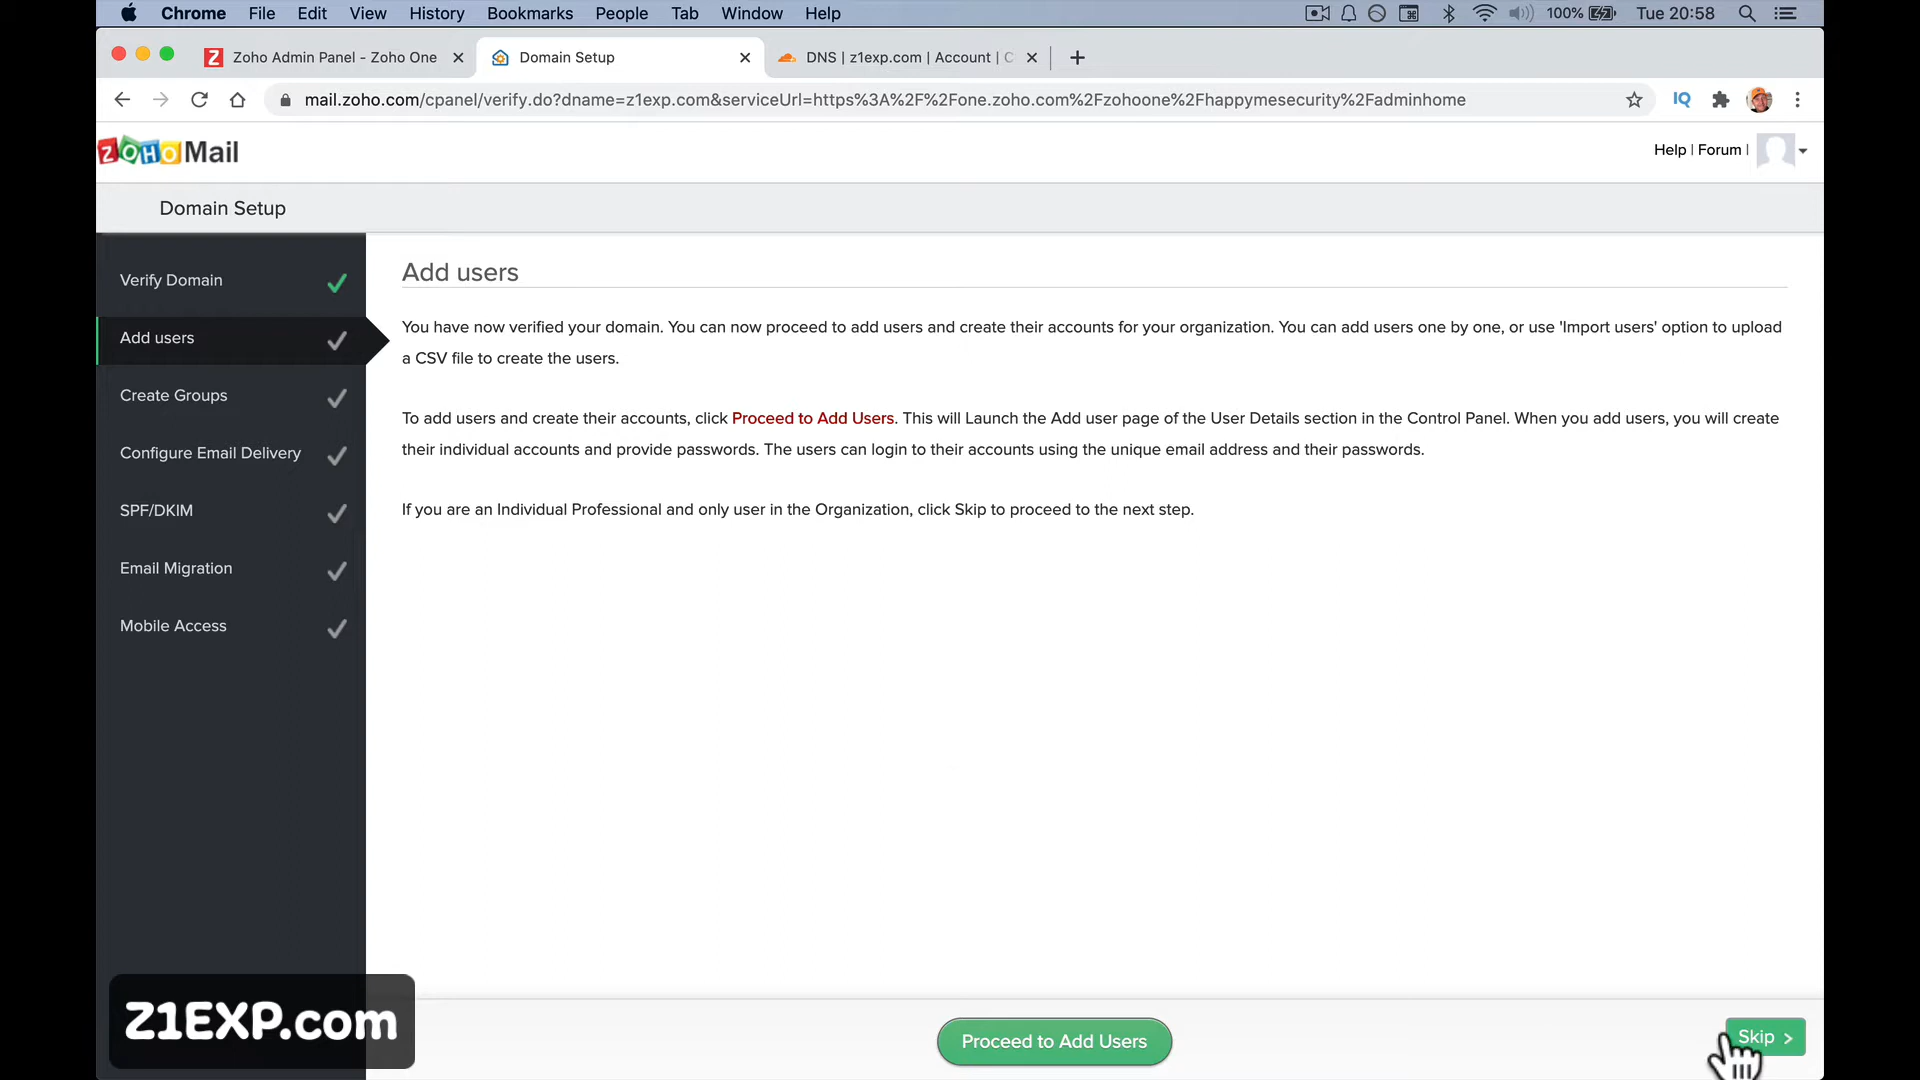 Chrome File Edit View History Bookmarks People Tab Window Help 100% Tue 20:58
Zoho Admin Panel - Zoho One Domain Setup DNS | z1exp.com | Account | C
mail.zoho.com/cpanel/verify.do?dname=z1exp.com&serviceUrl=https%3A%2F%2Fone.zoho.com%2Fzohoone%2Fhappymesecurity%2Fadminhome IQ
ZOHO Mail Help | Forum |
Domain Setup
Verify Domain
Add users
Create Groups
Configure Email Delivery
SPF/DKIM
Email Migration
Mobile Access
Add users
You have now verified your domain. You can now proceed to add users and create their accounts for your organization. You can add users one by one, or use 'Import users' option to upload
a CSV file to create the users.
To add users and create their accounts, click Proceed to Add Users. This will Launch the Add user page of the User Details section in the Control Panel. When you add users, you will create
their individual accounts and provide passwords. The users can login to their accounts using the unique email address and their passwords.
If you are an Individual Professional and only user in the Organization, click Skip to proceed to the next step.
Z1EXP.com
Proceed to Add Users
Skip >